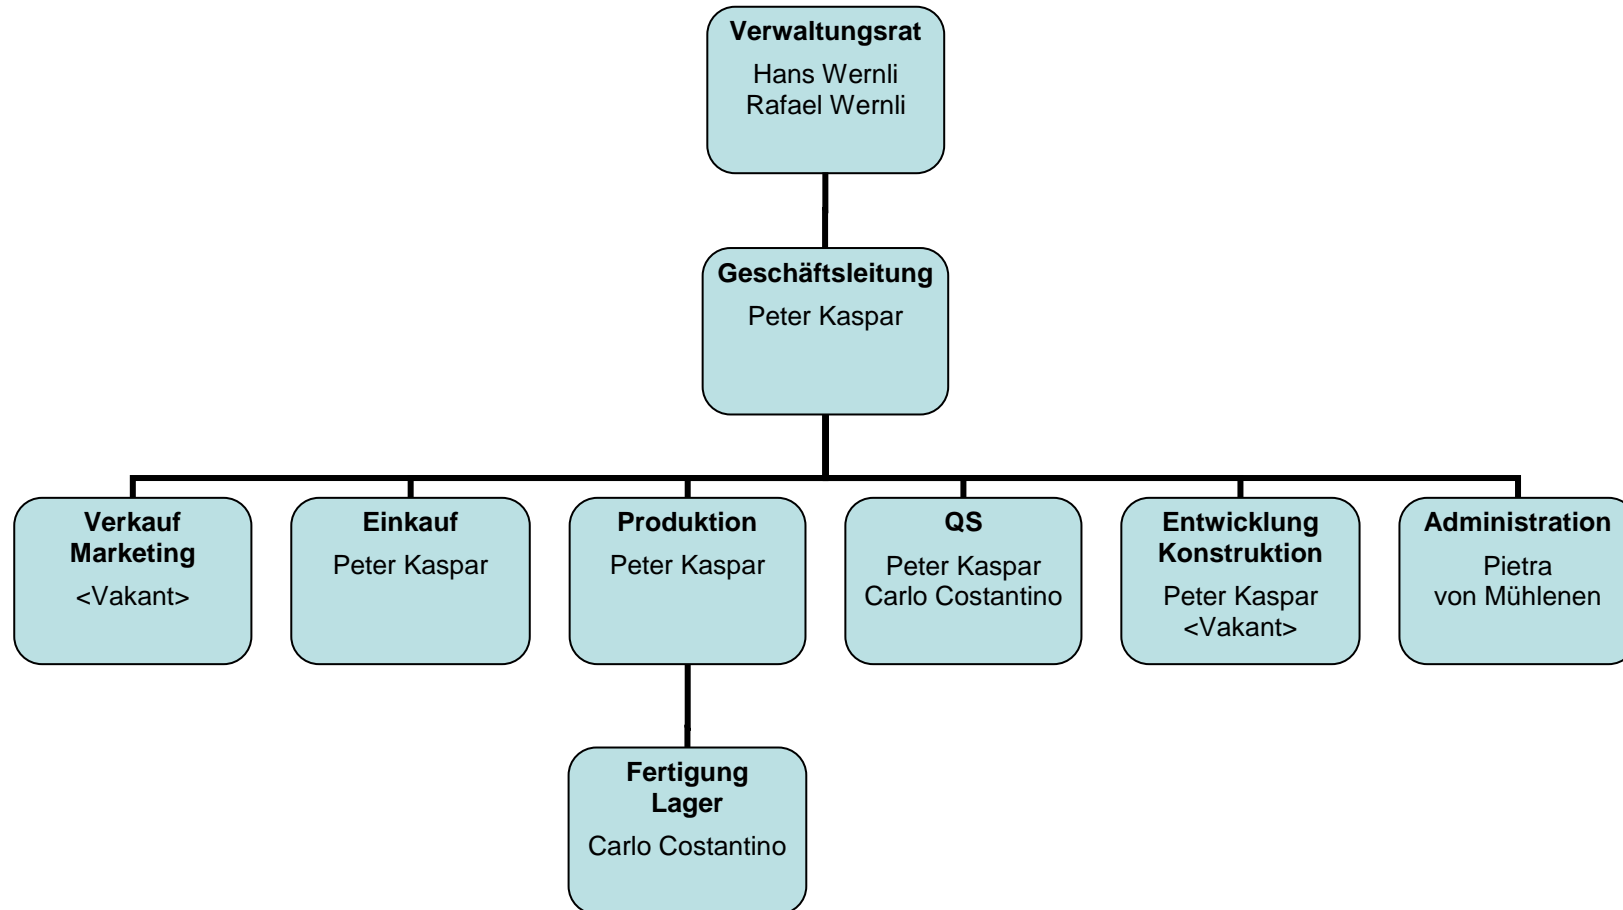 Verwaltungsrat
Hans Wernli
Rafael Wernli
Geschäftsleitung
Peter Kaspar
Verkauf
Marketing
<Vakant>
Einkauf
Peter Kaspar
Produktion
Peter Kaspar
QS
Peter Kaspar
Carlo Costantino
Entwicklung
Konstruktion
Peter Kaspar
<Vakant>
Administration
Pietra
von Mühlenen
Fertigung
Lager
Carlo Costantino